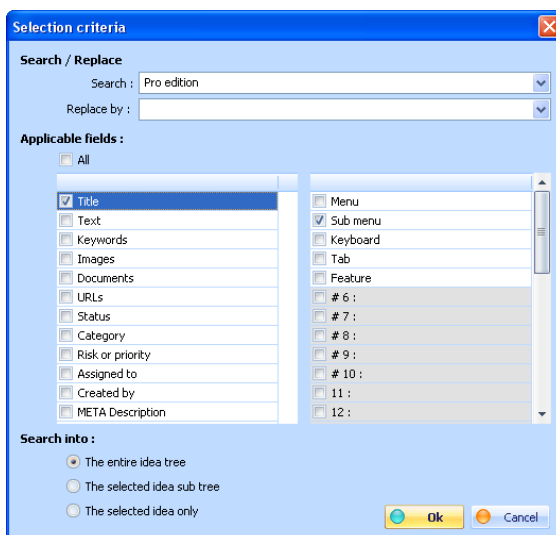 Selection criteria
Search / Replace
Search : Pro edition
Replace by :
Applicable fields :
All
Title
Text
Keywords
Images
Documents
URLs
Status
Category
Risk or priority
Assigned to
Created by
META Description
Menu
Sub menu
Keyboard
Tab
Feature
# 6 :
# 7 :
# 8 :
# 9 :
# 10 :
11 :
12 :
Search into :
The entire idea tree
The selected idea sub tree
The selected idea only
Ok
Cancel